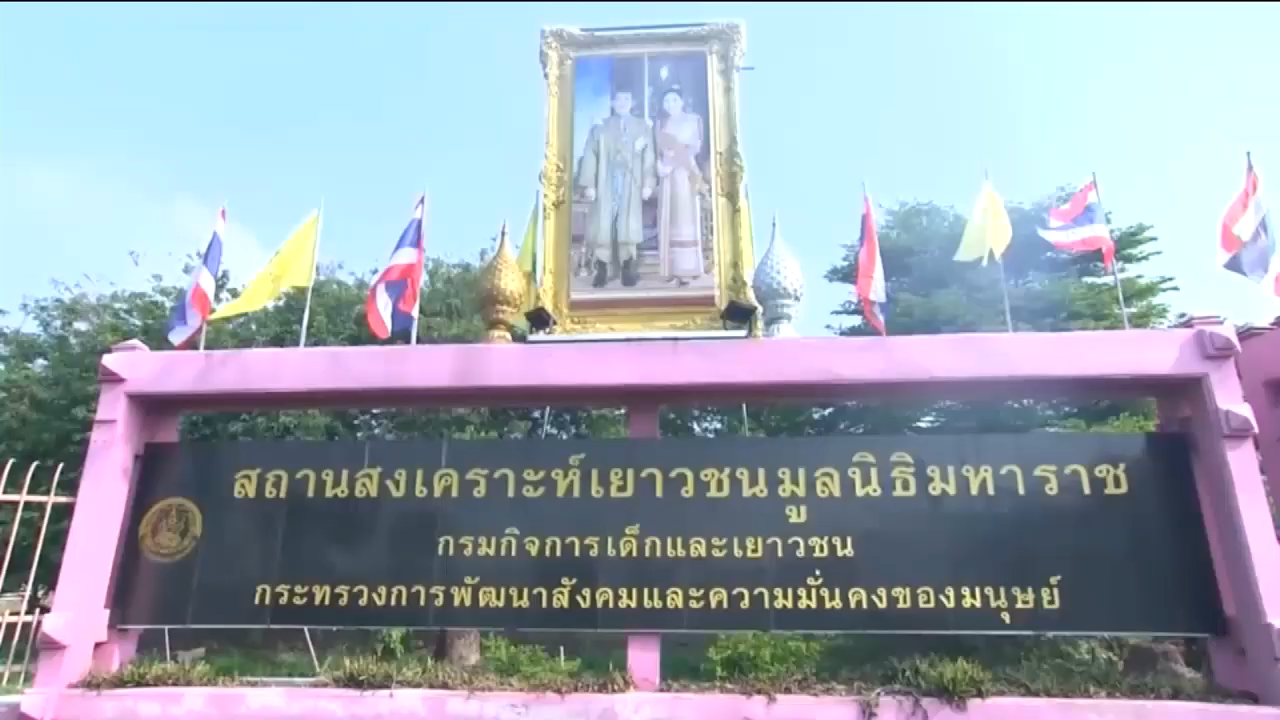 สถานสงเคราะห์เยาวชนมูลนิธิมหาราช
กรมกิจการเด็กและเยาวชน
กระทรวงการพัฒนาสังคมและความมั่นคงของมนุษย์